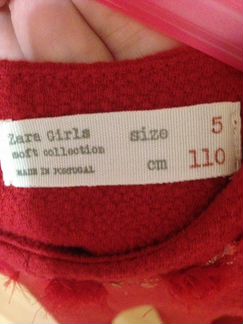 Zara Girls
soft collection
MADE IN PORTUGAL
size 5
cm 110